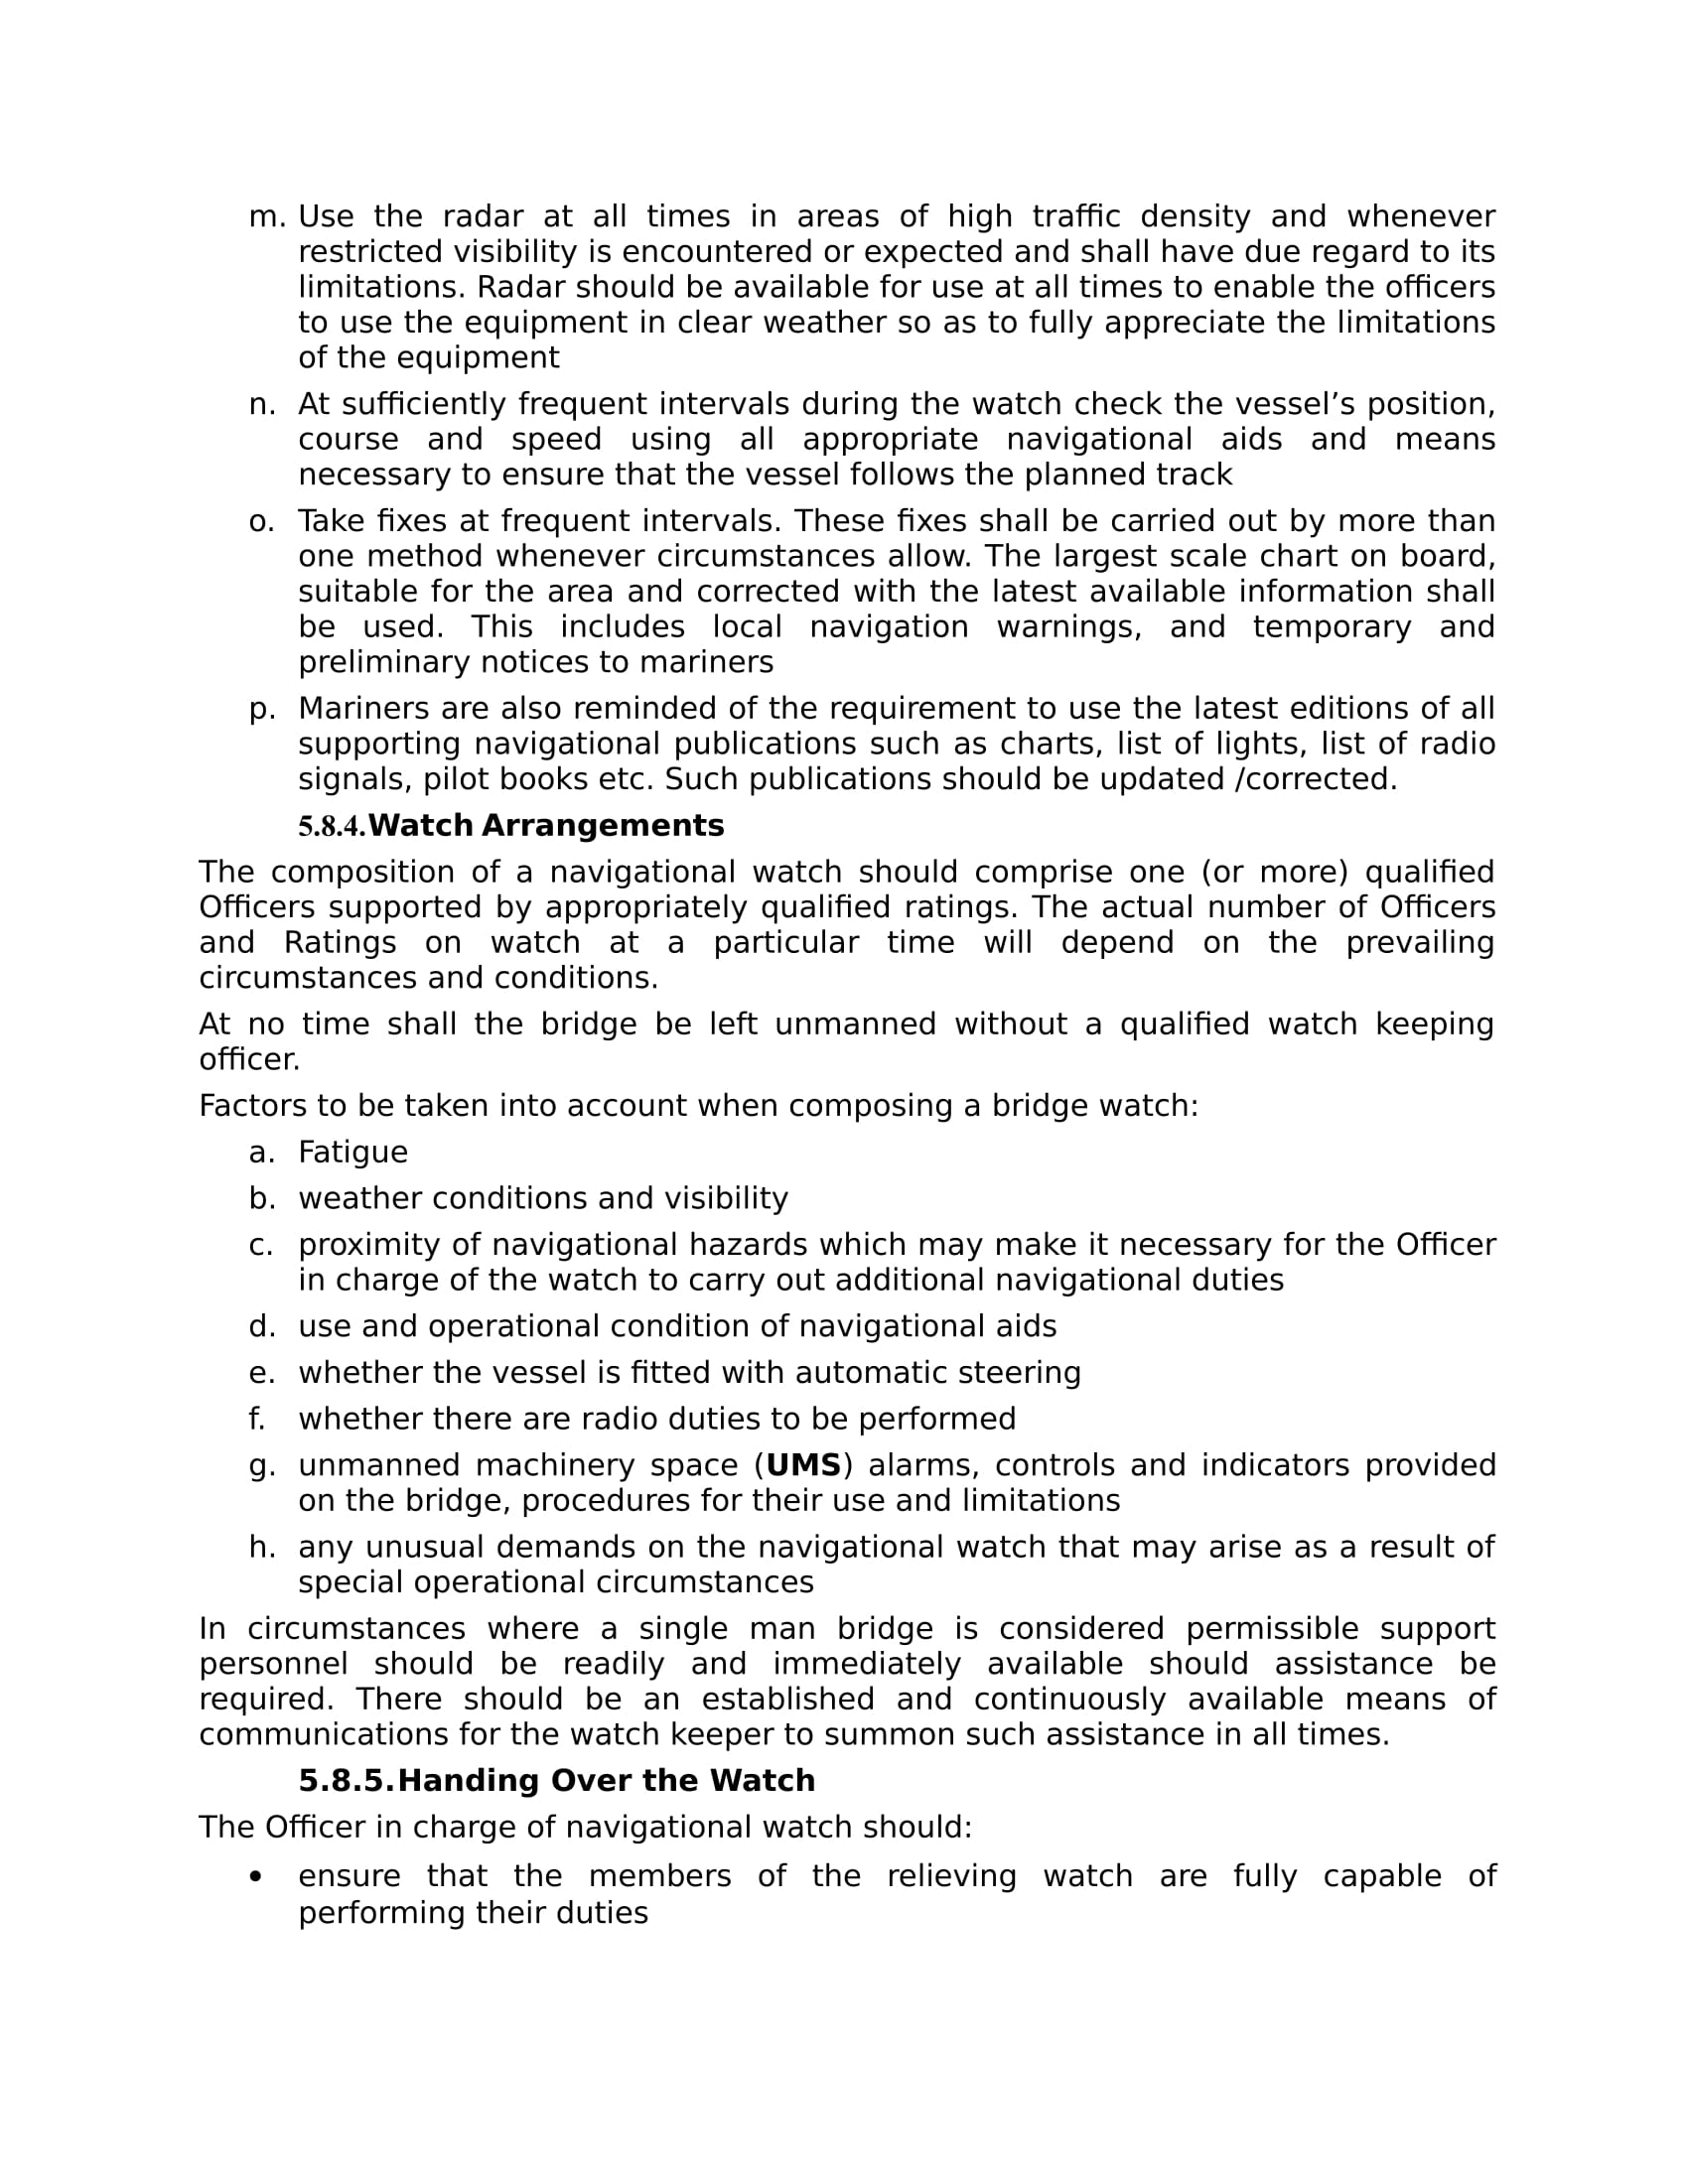 m. Use the radar at all times in areas of high traffic density and whenever
restricted visibility is encountered or expected and shall have due regard to its
limitations. Radar should be available for use at all times to enable the officers
to use the equipment in clear weather so as to fully appreciate the limitations
of the equipment
n. At sufficiently frequent intervals during the watch check the vessel’s position,
course and speed using all appropriate navigational aids and means
necessary to ensure that the vessel follows the planned track
o. Take fixes at frequent intervals. These fixes shall be carried out by more than
one method whenever circumstances allow. The largest scale chart on board,
suitable for the area and corrected with the latest available information shall
be used. This includes local navigation warnings, and temporary and
preliminary notices to mariners
p. Mariners are also reminded of the requirement to use the latest editions of all
supporting navigational publications such as charts, list of lights, list of radio
signals, pilot books etc. Such publications should be updated /corrected.
5.8.4.Watch Arrangements
The composition of a navigational watch should comprise one (or more) qualified
Officers supported by appropriately qualified ratings. The actual number of Officers
and Ratings on watch at a particular time will depend on the prevailing
circumstances and conditions.
At no time shall the bridge be left unmanned without a qualified watch keeping
officer.
Factors to be taken into account when composing a bridge watch:
a. Fatigue
b. weather conditions and visibility
c. proximity of navigational hazards which may make it necessary for the Officer
in charge of the watch to carry out additional navigational duties
d. use and operational condition of navigational aids
e. whether the vessel is fitted with automatic steering
f. whether there are radio duties to be performed
g. unmanned machinery space (UMS) alarms, controls and indicators provided
on the bridge, procedures for their use and limitations
h. any unusual demands on the navigational watch that may arise as a result of
special operational circumstances
In circumstances where a single man bridge is considered permissible support
personnel should be readily and immediately available should assistance be
required. There should be an established and continuously available means of
communications for the watch keeper to summon such assistance in all times.
5.8.5.Handing Over the Watch
The Officer in charge of navigational watch should:
• ensure that the members of the relieving watch are fully capable of
performing their duties